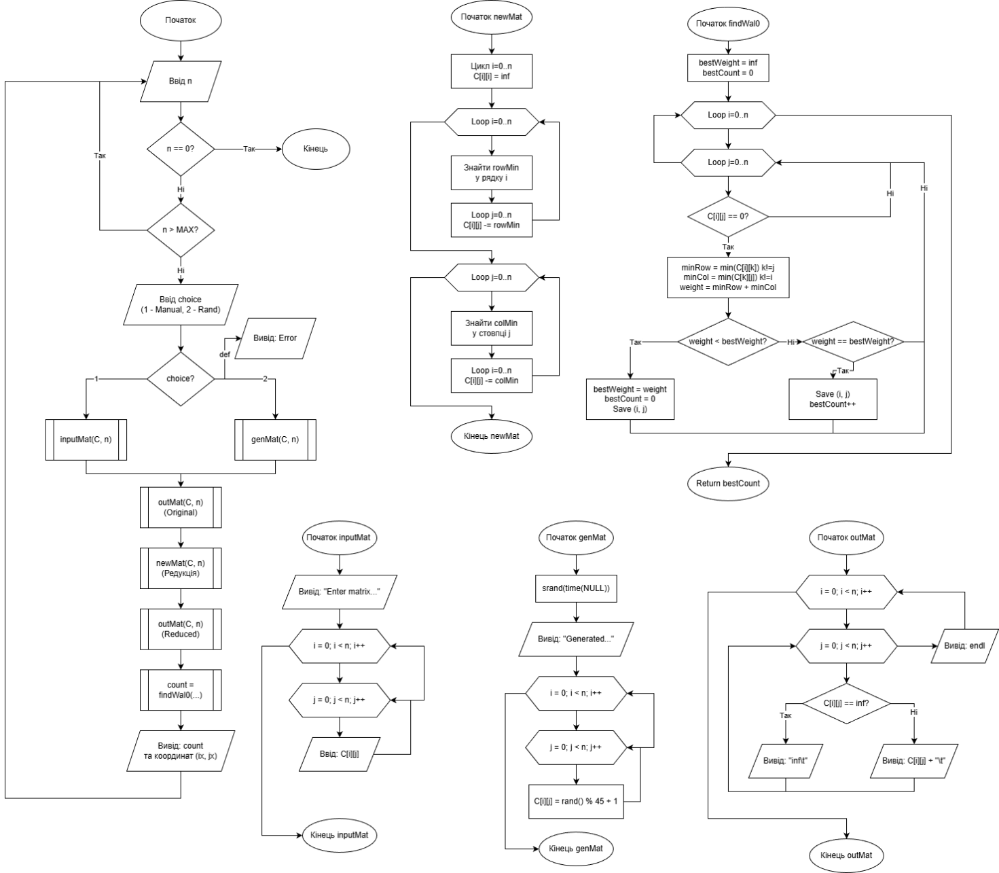 Початок
Ввід n
n == 0?
Так
Кінець
Ні
Так
n > MAX?
Ні
Ввід choice
(1 - Manual, 2 - Rand)
Вивід: Error
def
choice?
1
2
inputMat(C, n)
genMat(C, n)
outMat(C, n)
(Original)
newMat(C, n)
(Редукція)
outMat(C, n)
(Reduced)
count =
findWal0(...)
Вивід: count
та координат (ix, jx)
Початок newMat
Цикл i=0..n
C[i][i] = inf
Loop i=0..n
Знайти rowMin
у рядку i
Loop j=0..n
C[i][j] -= rowMin
Loop j=0..n
Знайти colMin
у стовпці j
Loop i=0..n
C[i][j] -= colMin
Кінець newMat
Початок findWal0
bestWeight = inf
bestCount = 0
Loop i=0..n
Loop j=0..n
Ні
Ні
C[i][j] == 0?
Так
minRow = min(C[i][k]) k!=j
minCol = min(C[k][j]) k!=i
weight = minRow + minCol
weight < bestWeight?
Так
Ні
weight == bestWeight?
Так
bestWeight = weight
bestCount = 0
Save (i, j)
Save (i, j)
bestCount++
Return bestCount
Початок inputMat
Вивід: "Enter matrix..."
i = 0; i < n; i++
j = 0; j < n; j++
Ввід: C[i][j]
Кінець inputMat
Початок genMat
srand(time(NULL))
Вивід: "Generated..."
i = 0; i < n; i++
j = 0; j < n; j++
C[i][j] = rand() % 45 + 1
Кінець genMat
Початок outMat
i = 0; i < n; i++
j = 0; j < n; j++
Вивід: endl
C[i][j] == inf?
Так
Ні
Вивід: "inf\t"
Вивід: C[i][j] + "\t"
Кінець outMat